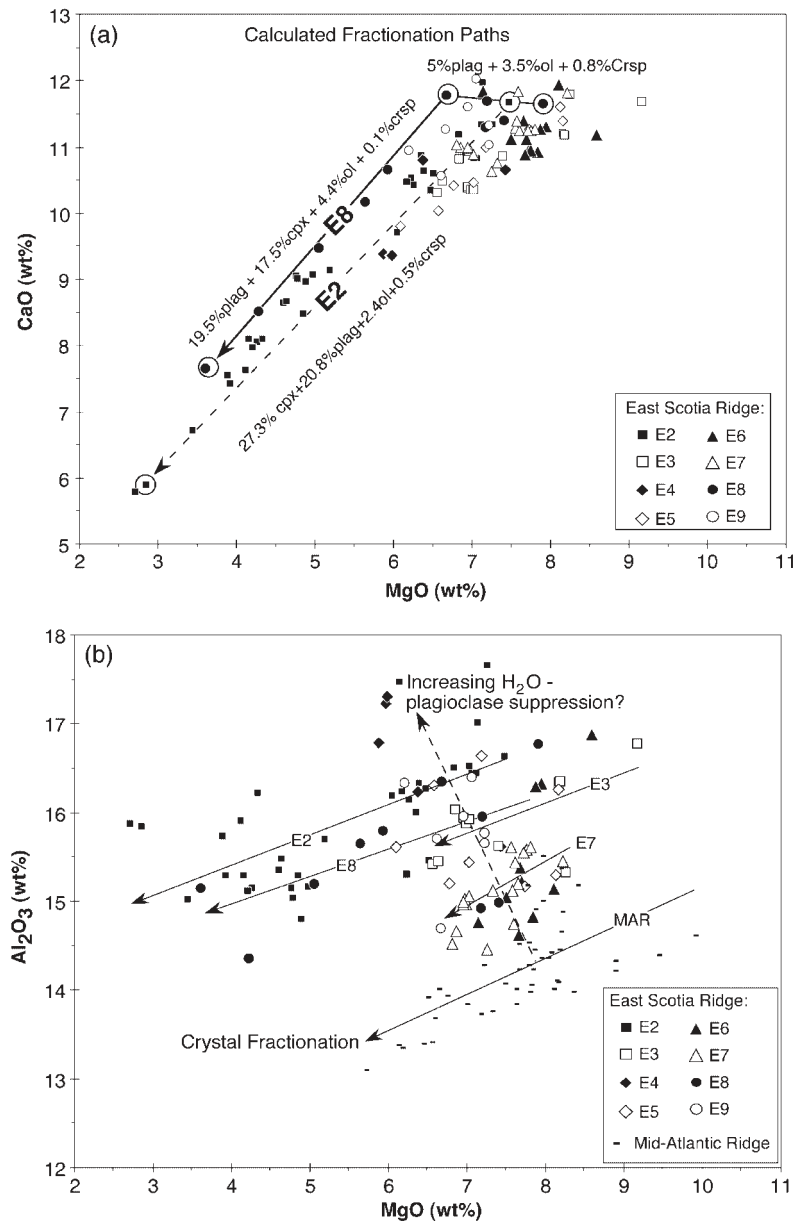 (a)
Calculated Fractionation Paths
5%plag + 3.5%ol + 0.8%Crsp
19.5%plag + 17.5%cpx + 4.4%ol + 0.1%crsp
E8
E2
27.3% cpx+20.8%plag+2.4ol+0.5%crsp
13
12
11
10
9
8
7
6
5
CaO (wt%)
2 3 4 5 6 7 8 9 10 11
MgO (wt%)
East Scotia Ridge:
E2 E6
E3 E7
E4 E8
E5 E9
(b)
Increasing H₂O -
plagioclase suppression?
E3
E2
E8
E7
MAR
Crystal Fractionation
18
17
16
15
14
13
12
Al₂O₃ (wt%)
2 3 4 5 6 7 8 9 10 11
MgO (wt%)
East Scotia Ridge:
E2 E6
E3 E7
E4 E8
E5 E9
Mid-Atlantic Ridge